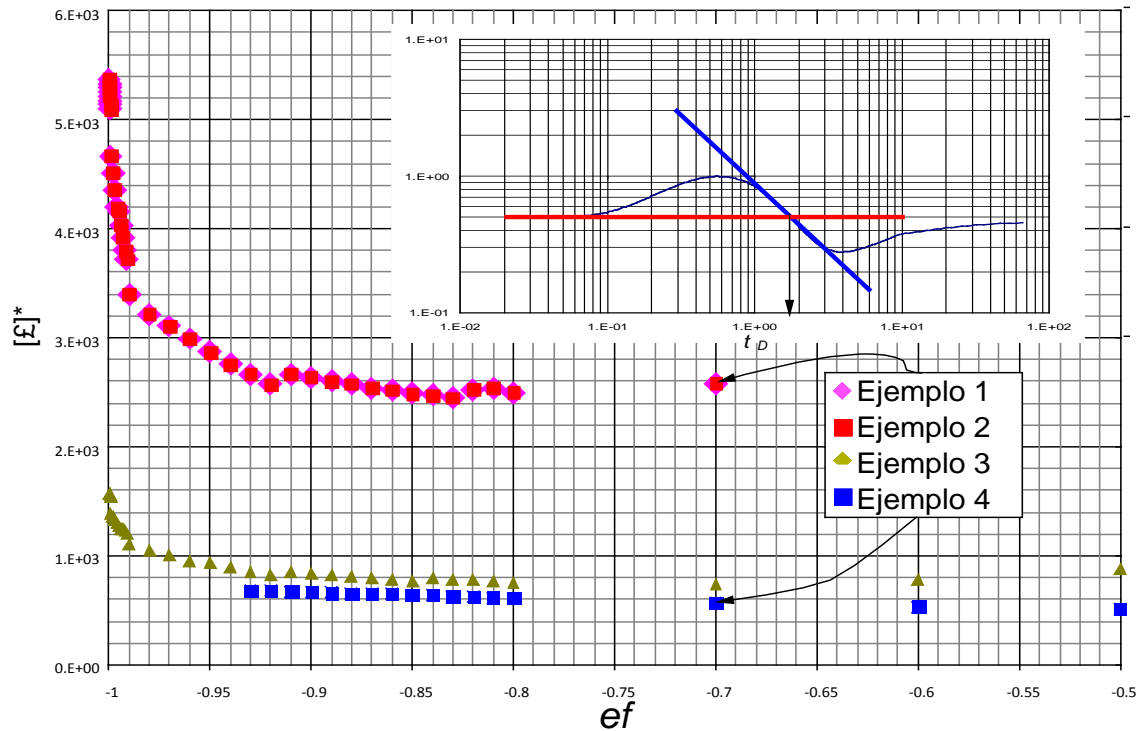 6.E+03
5.E+03
4.E+03
3.E+03
2.E+03
1.E+03
0.E+00
[£]*
-1
-0.95
-0.9
-0.85
-0.8
-0.75
-0.7
-0.65
-0.6
-0.55
-0.5
ef
1.E+01
1.E+00
1.E-01
1.E-02
1.E-01
1.E+00
1.E+01
1.E+02
t D
Ejemplo 1
Ejemplo 2
Ejemplo 3
Ejemplo 4